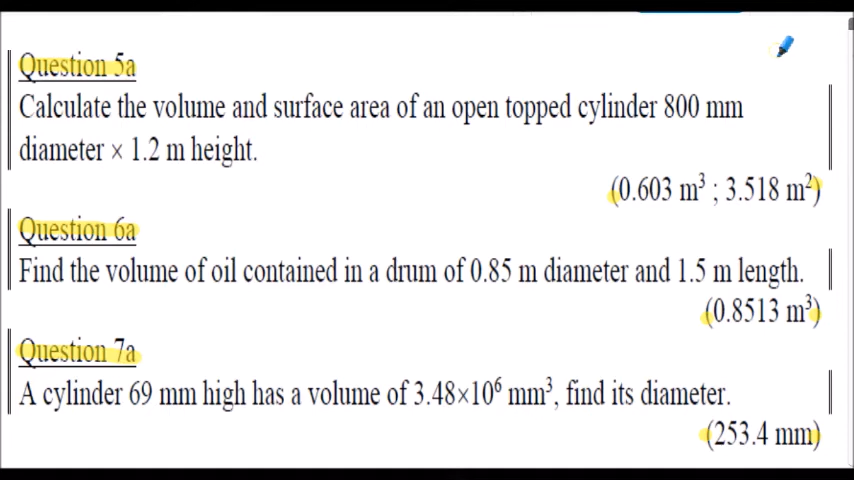 Question 5a
Calculate the volume and surface area of an open topped cylinder 800 mm
diameter × 1.2 m height.
(0.603 m³ ; 3.518 m²)
Question 6a
Find the volume of oil contained in a drum of 0.85 m diameter and 1.5 m length.
(0.8513 m³)
Question 7a
A cylinder 69 mm high has a volume of 3.48×10⁶ mm³, find its diameter.
(253.4 mm)